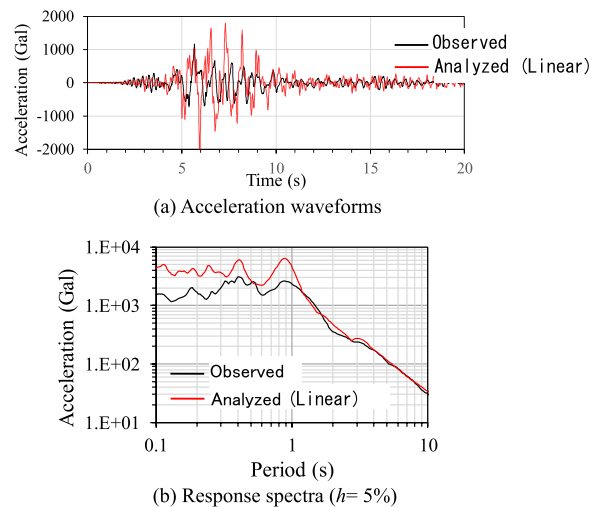 Acceleration (Gal)
2000
1000
0
-1000
-2000
Observed
Analyzed (Linear)
0 5 10 15 20
Time (s)
(a) Acceleration waveforms
Acceleration (Gal)
1.E+04
1.E+03
1.E+02
1.E+01
Observed
Analyzed (Linear)
0.1 1 10
Period (s)
(b) Response spectra (h= 5%)